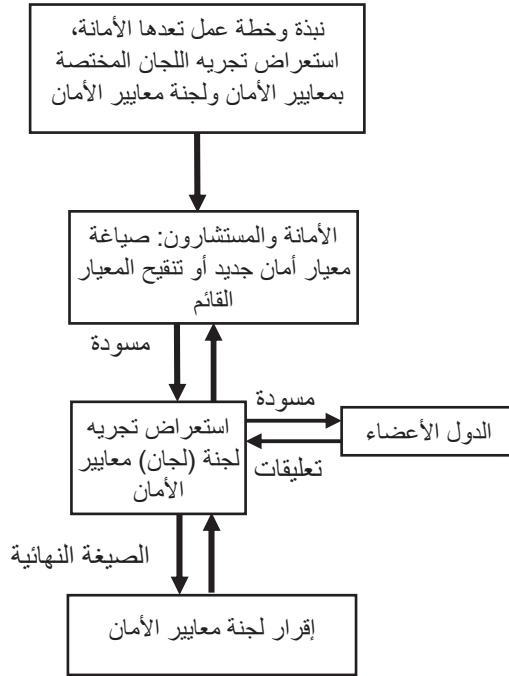 نبذة وخطة عمل تعدها الأمانة،
استعراض تجريه اللجان المختصة
بمعايير الأمان ولجنة معايير الأمان
الأمانة والمستشارون: صياغة
معيار أمان جديد أو تنقيح المعيار
القائم
مسودة
استعراض تجريه
لجنة (لجان) معايير
الأمان
مسودة
تعليقات
الدول الأعضاء
الصيغة النهائية
إقرار لجنة معايير الأمان